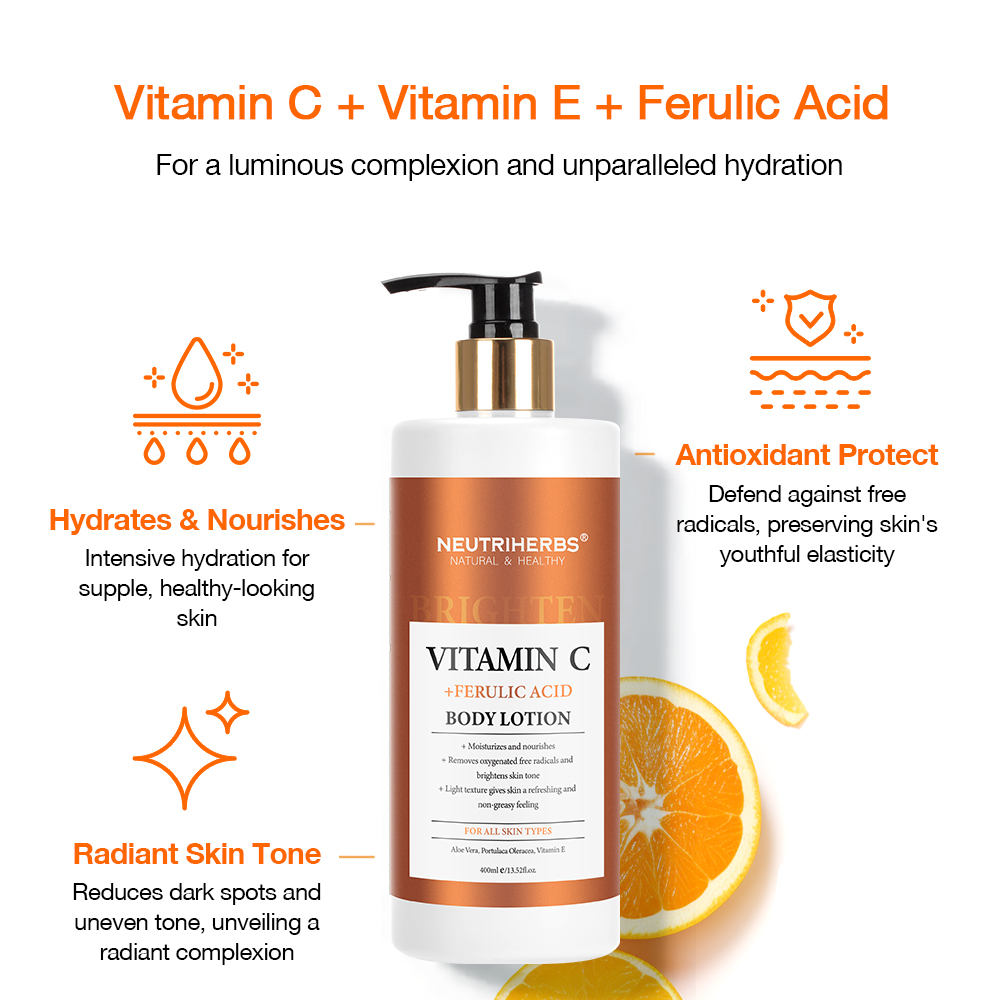 Vitamin C + Vitamin E + Ferulic Acid
For a luminous complexion and unparalleled hydration
Hydrates & Nourishes
Intensive hydration for
supple, healthy-looking
skin
Radiant Skin Tone
Reduces dark spots and
uneven tone, unveiling a
radiant complexion
Antioxidant Protect
Defend against free
radicals, preserving skin's
youthful elasticity
NEUTRIHERBS®
NATURAL & HEALTHY
BRIGHTEN
VITAMIN C
+FERULIC ACID
BODY LOTION
+ Moisturizes and nourishes
+ Removes oxygenated free radicals and
brightens skin tone
+ Light texture gives skin a refreshing and
non-greasy feeling
FOR ALL SKIN TYPES
Aloe Vera, Portulaca Oleracea, Vitamin E
400ml ℮/13.52fl.oz.